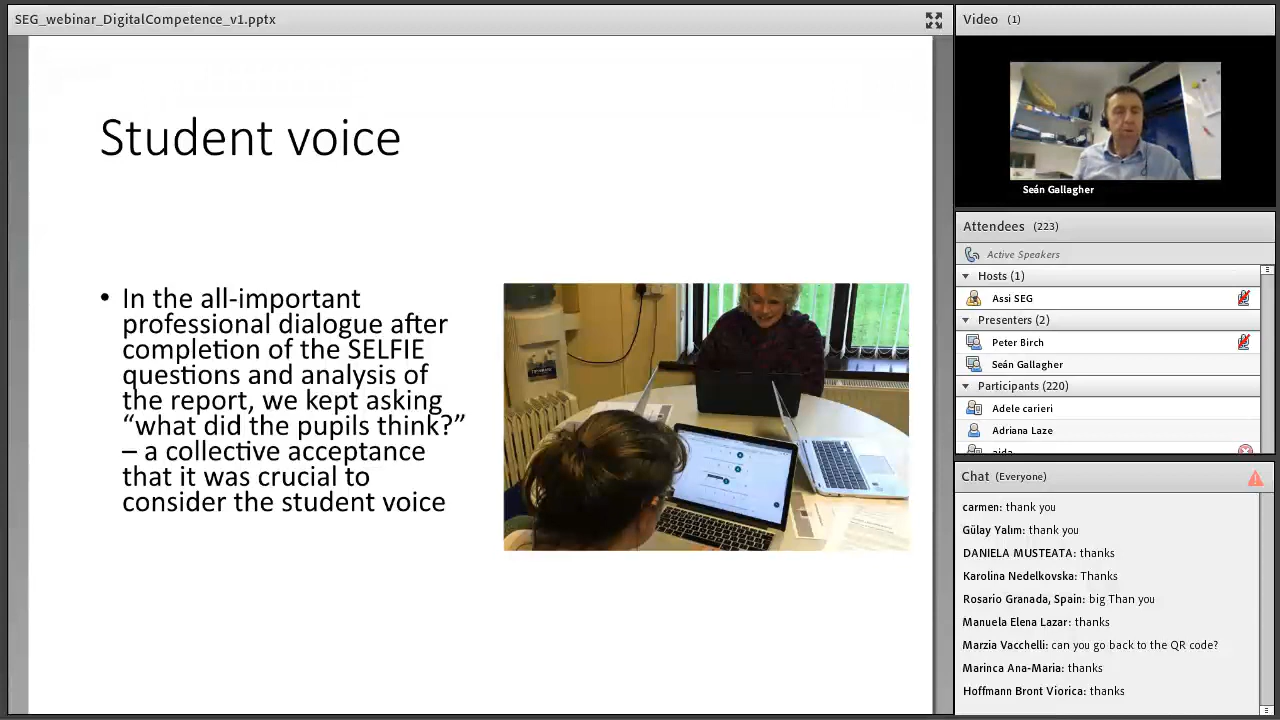 SEG_webinar_DigitalCompetence_v1.pptx
Student voice
• In the all-important
professional dialogue after
completion of the SELFIE
questions and analysis of
the report, we kept asking
“what did the pupils think?”
– a collective acceptance
that it was crucial to
consider the student voice
Video (1)
Seán Gallagher
Attendees (223)
Active Speakers
Hosts (1)
Assi SEG
Presenters (2)
Peter Birch
Seán Gallagher
Participants (220)
Adele carieri
Adriana Laze
aida
Chat (Everyone)
carmen: thank you
Gülay Yalım: thank you
DANIELA MUSTEATA: thanks
Karolina Nedelkovska: Thanks
Rosario Granada, Spain: big Than you
Manuela Elena Lazar: thanks
Marzia Vacchelli: can you go back to the QR code?
Marinca Ana-Maria: thanks
Hoffmann Bront Viorica: thanks